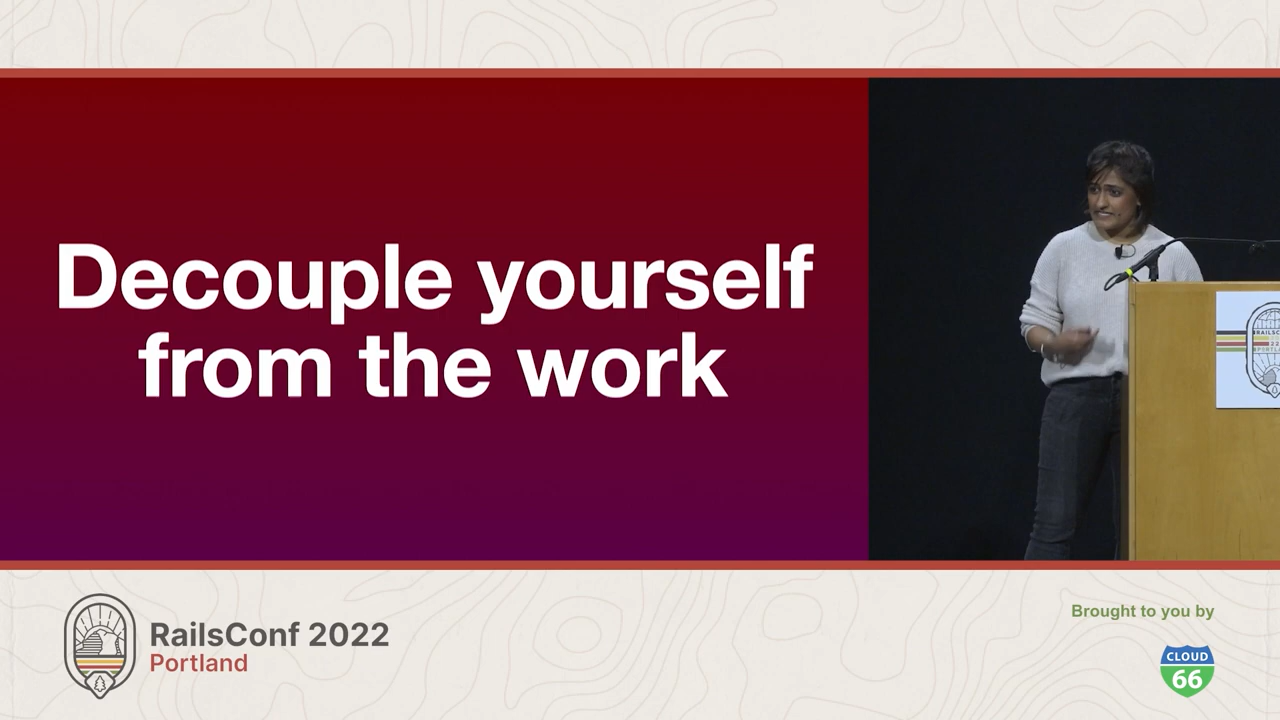 Decouple yourself
from the work
RailsConf 2022
Portland
Brought to you by
CLOUD
66